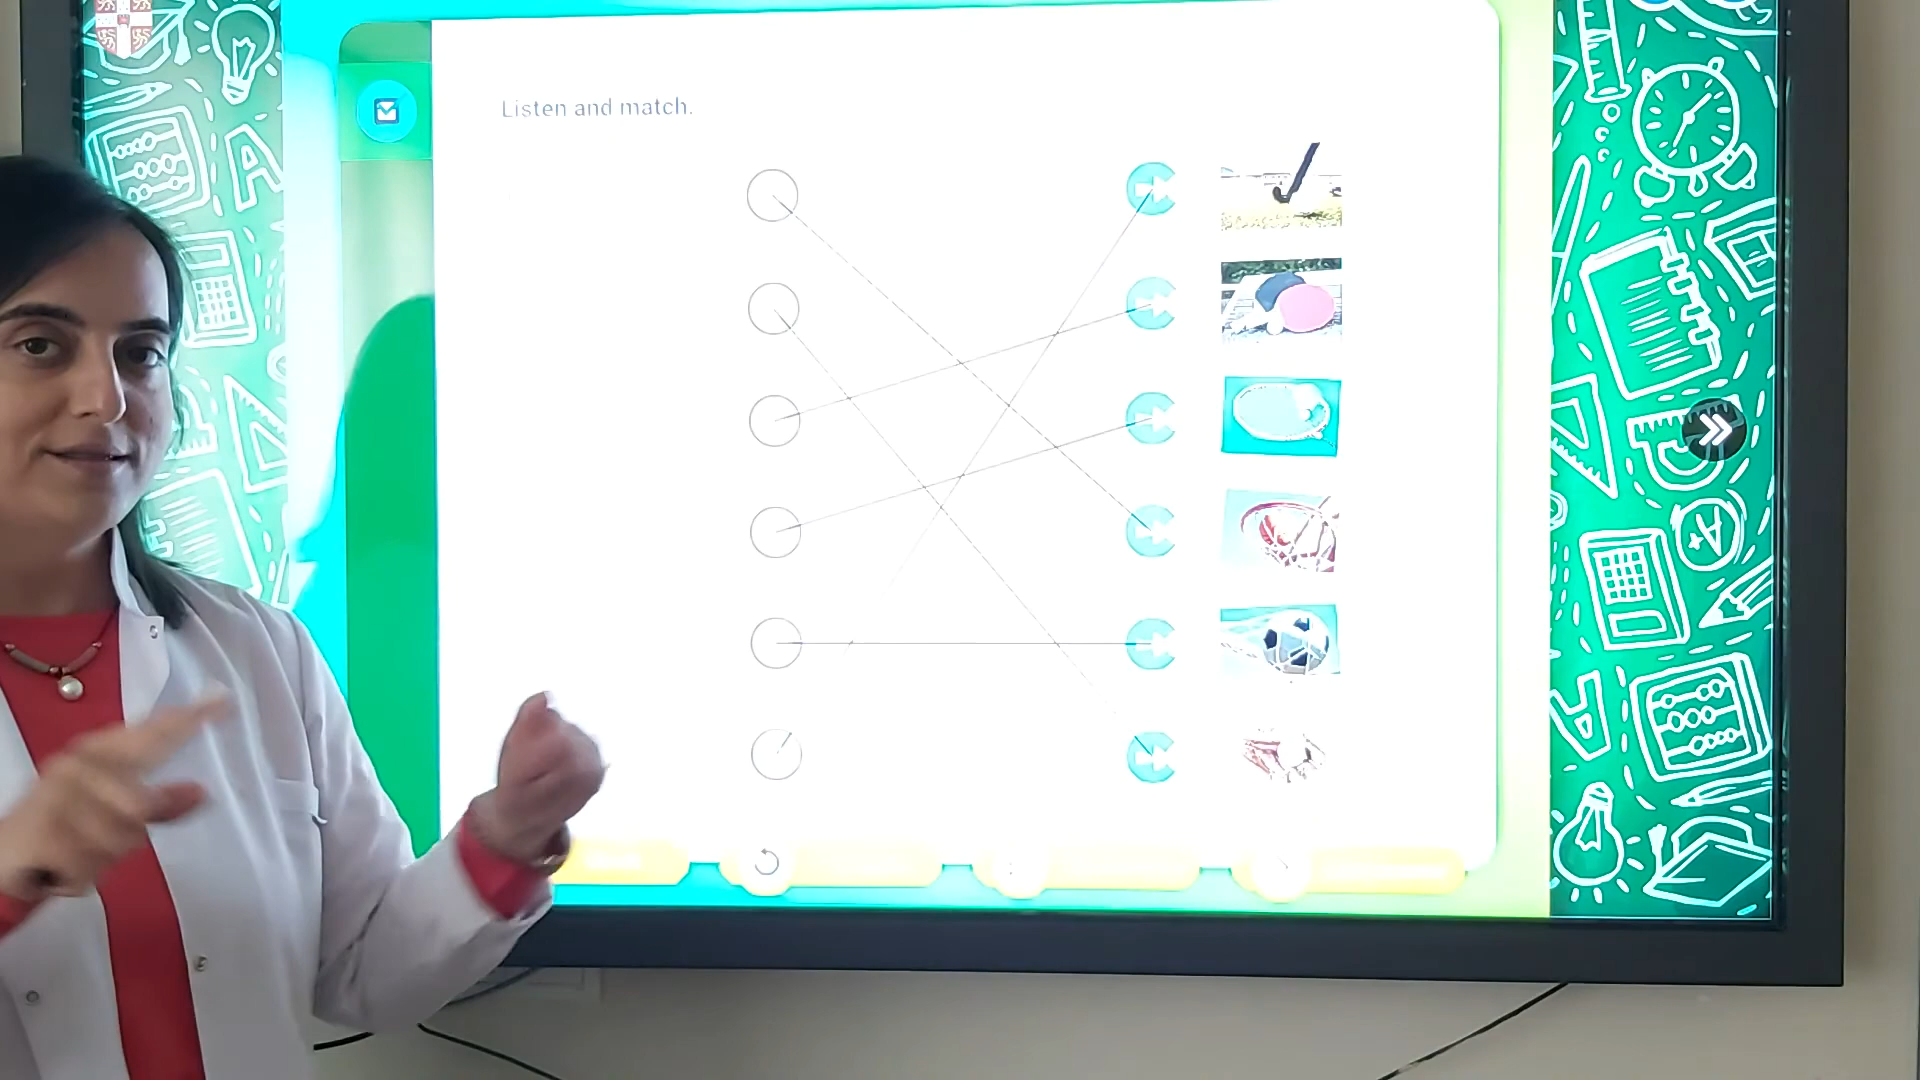 Listen and match.